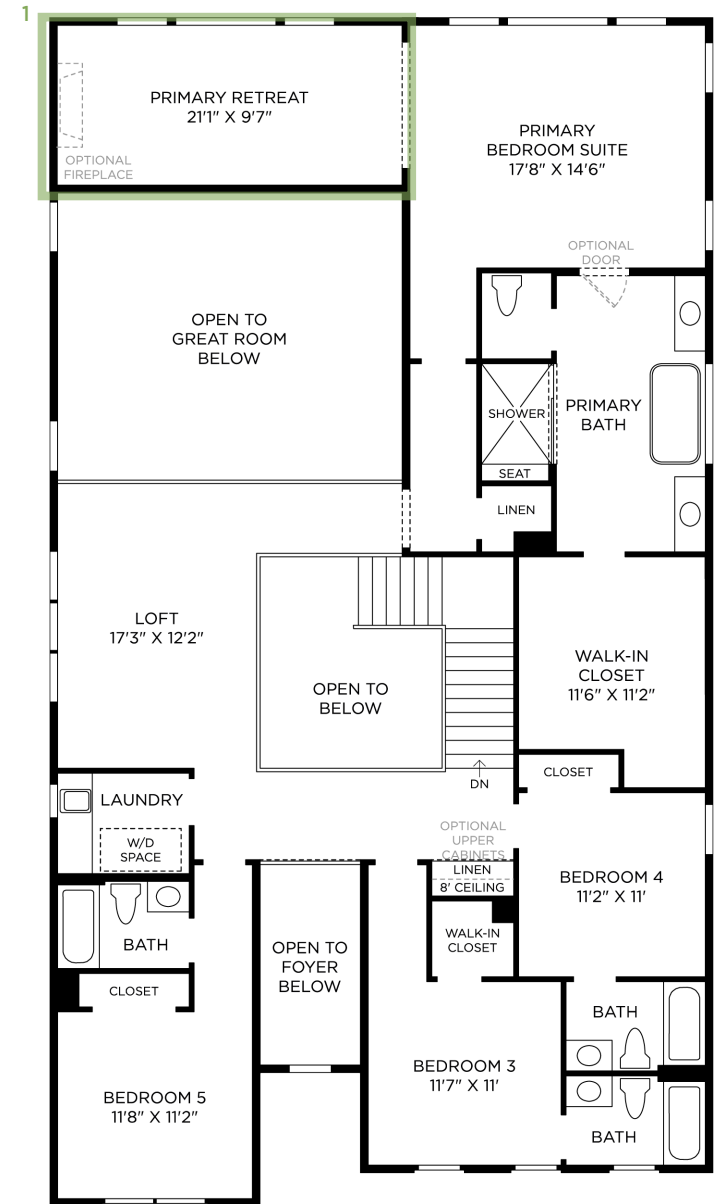 1
PRIMARY RETREAT
21'1" X 9'7"
OPTIONAL
FIREPLACE
PRIMARY
BEDROOM SUITE
17'8" X 14'6"
OPTIONAL
DOOR
OPEN TO
GREAT ROOM
BELOW
SHOWER
PRIMARY
BATH
SEAT
LINEN
LOFT
17'3" X 12'2"
OPEN TO
BELOW
WALK-IN
CLOSET
11'6" X 11'2"
DN
CLOSET
LAUNDRY
W/D
SPACE
OPTIONAL
UPPER
CABINETS
LINEN
8' CEILING
BEDROOM 4
11'2" X 11'
BATH
OPEN TO
FOYER
BELOW
WALK-IN
CLOSET
CLOSET
BATH
BEDROOM 3
11'7" X 11'
BEDROOM 5
11'8" X 11'2"
BATH